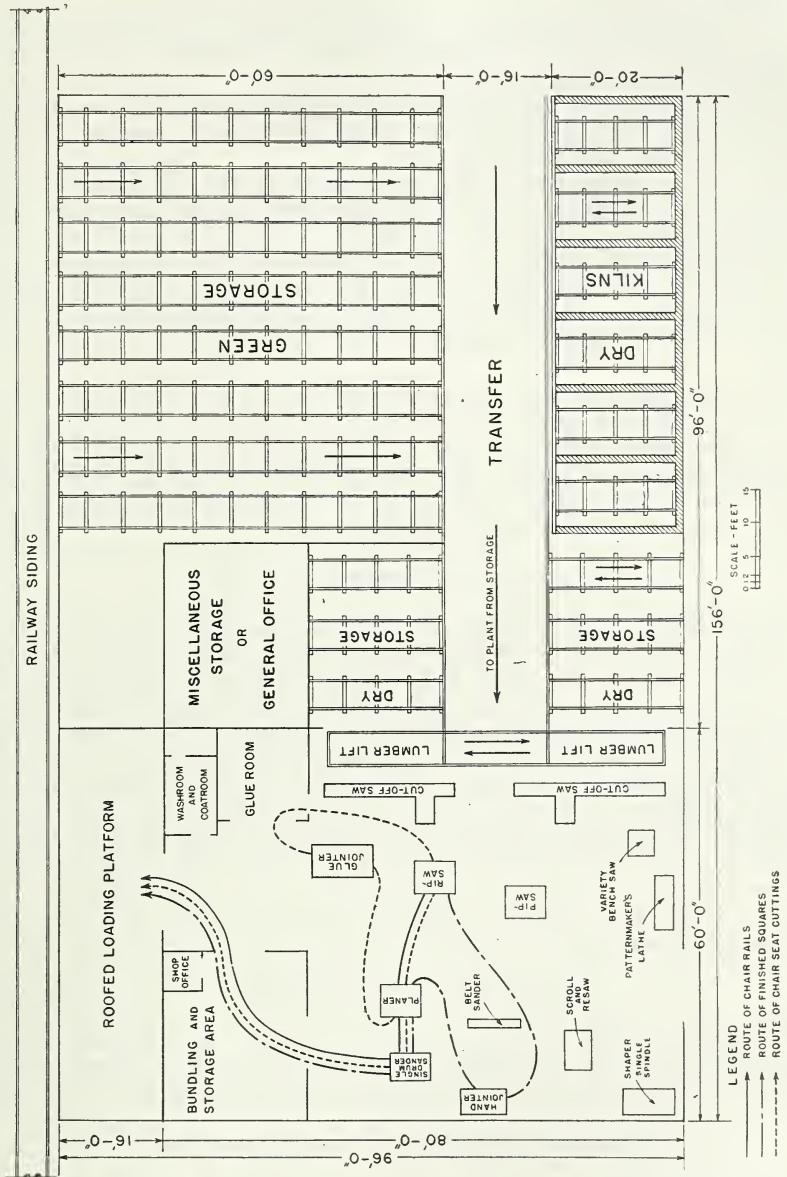 RAILWAY SIDING
60'-0"
16'-0"
20'-0"
GREEN
STORAGE
TRANSFER
KILNS
DRY
96'-0"
156'-0"
SCALE - FEET
0 1 2 5 10 15
MISCELLANEOUS
STORAGE
OR
GENERAL OFFICE
DRY
STORAGE
TO PLANT FROM STORAGE
DRY
STORAGE
ROOFED LOADING PLATFORM
WASHROOM
AND
COATROOM
GLUE ROOM
LUMBER LIFT
LUMBER LIFT
CUT-OFF SAW
CUT-OFF SAW
GLUE
JOINTER
RIP-
SAW
RIP-
SAW
VARIETY
BENCH SAW
PATTERNMAKER'S
LATHE
SHOP
OFFICE
BUNDLING AND
STORAGE AREA
PLANER
SINGLE
DRUM
SANDER
BELT
SANDER
SCROLL
AND
RESAW
HAND
JOINTER
SHAPER
SINGLE
SPINDLE
60'-0"
16'-0"
80'-0"
96'-0"
LEGEND
ROUTE OF CHAIR RAILS
ROUTE OF FINISHED SQUARES
ROUTE OF CHAIR SEAT CUTTINGS